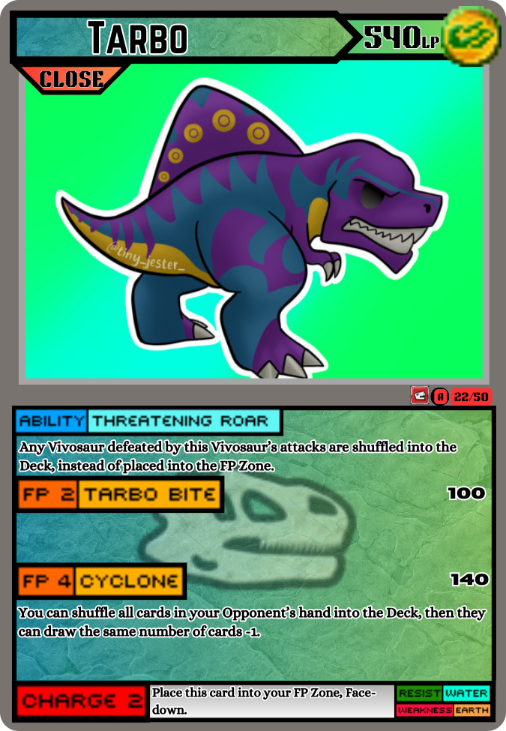 TARBO
540LP
CLOSE
@tiny_jester_
A 22/50
ABILITY THREATENING ROAR
Any Vivosaur defeated by this Vivosaur's attacks are shuffled into the
Deck, instead of placed into the FP Zone.
FP 2 TARBO BITE 100
FP 4 CYCLONE 140
You can shuffle all cards in your Opponent's hand into the Deck, then they
can draw the same number of cards -1.
CHARGE 2
Place this card into your FP Zone, Face-
down.
RESIST WATER
WEAKNESS EARTH